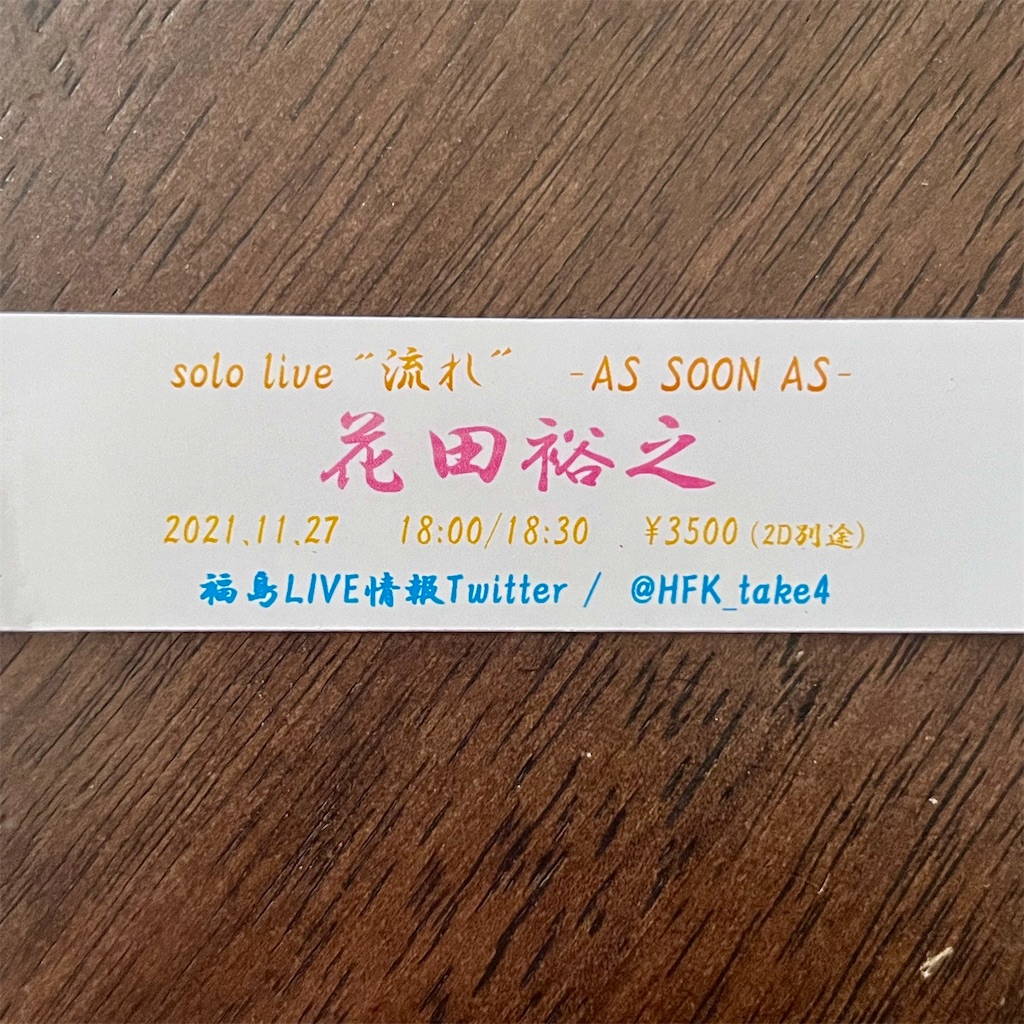 solo live “流れ” -AS SOON AS-
花田裕之
2021.11.27 18:00/18:30 ¥3500(2D別途)
福島LIVE情報Twitter / @HFK_take4